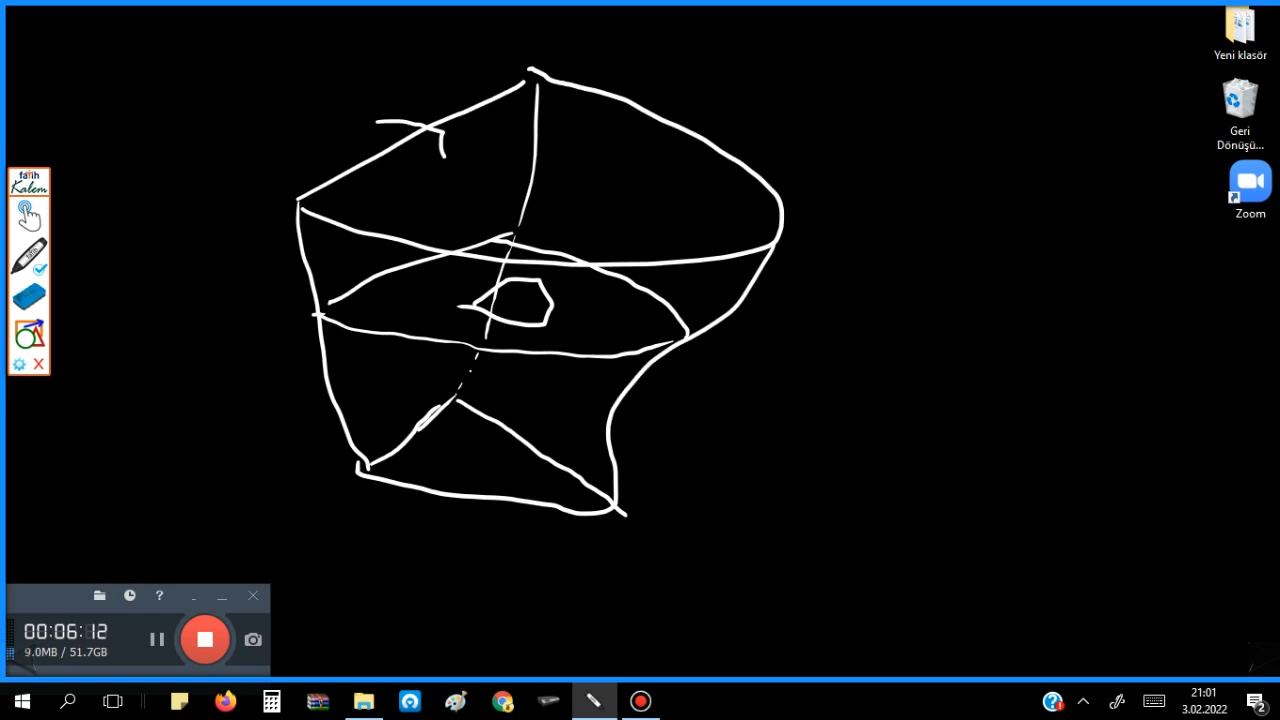 Yeni klasör
Geri
Dönüşü...
Zoom
fatih
Kalem
00:06:12
9.0MB / 51.7GB
21:01
3.02.2022
2